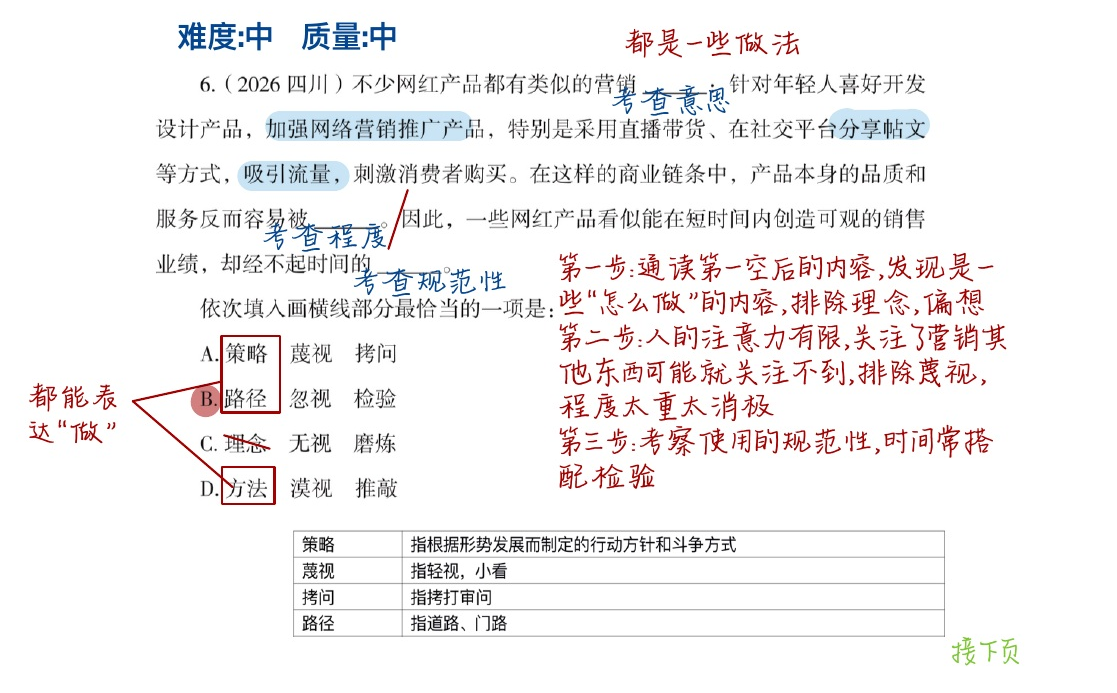 难度:中 质量:中
都是一些做法
6.（2026 四川）不少网红产品都有类似的营销______：针对年轻人喜好开发
考查意思
设计产品，加强网络营销推广产品，特别是采用直播带货、在社交平台分享帖文
等方式，吸引流量，刺激消费者购买。在这样的商业链条中，产品本身的品质和
服务反而容易被______。因此，一些网红产品看似能在短时间内创造可观的销售
考查程度
业绩，却经不起时间的______。
考查规范性
依次填入画横线部分最恰当的一项是：
A. 策略 蔑视 拷问
B. 路径 忽视 检验
C. 理念 无视 磨炼
D. 方法 漠视 推敲
都能表
达“做”
第一步:通读第一空后的内容,发现是一
些“怎么做”的内容,排除理念,偏想
第二步:人的注意力有限,关注了营销其
他东西可能就关注不到,排除蔑视,
程度太重太消极
第三步:考察使用的规范性,时间常搭
配检验
策略 指根据形势发展而制定的行动方针和斗争方式
蔑视 指轻视，小看
拷问 指拷打审问
路径 指道路、门路
接下页